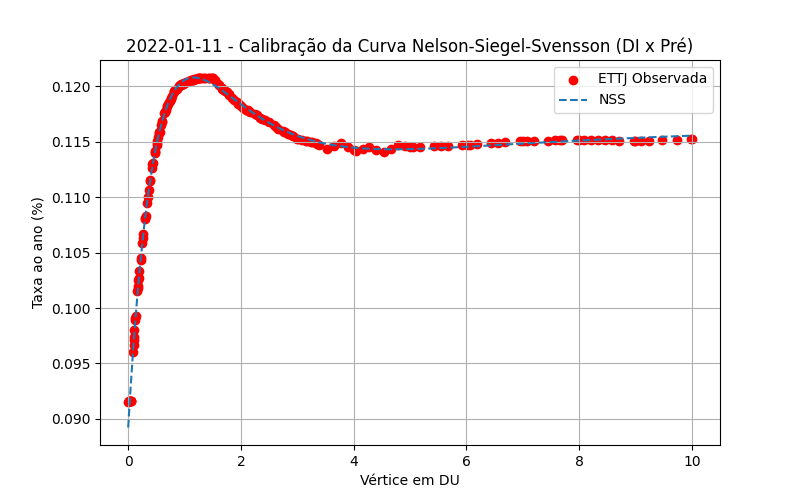 2022-01-11 - Calibração da Curva Nelson-Siegel-Svensson (DI x Pré)
ETTJ Observada
NSS
Taxa ao ano (%)
0.120
0.115
0.110
0.105
0.100
0.095
0.090
0 2 4 6 8 10
Vértice em DU